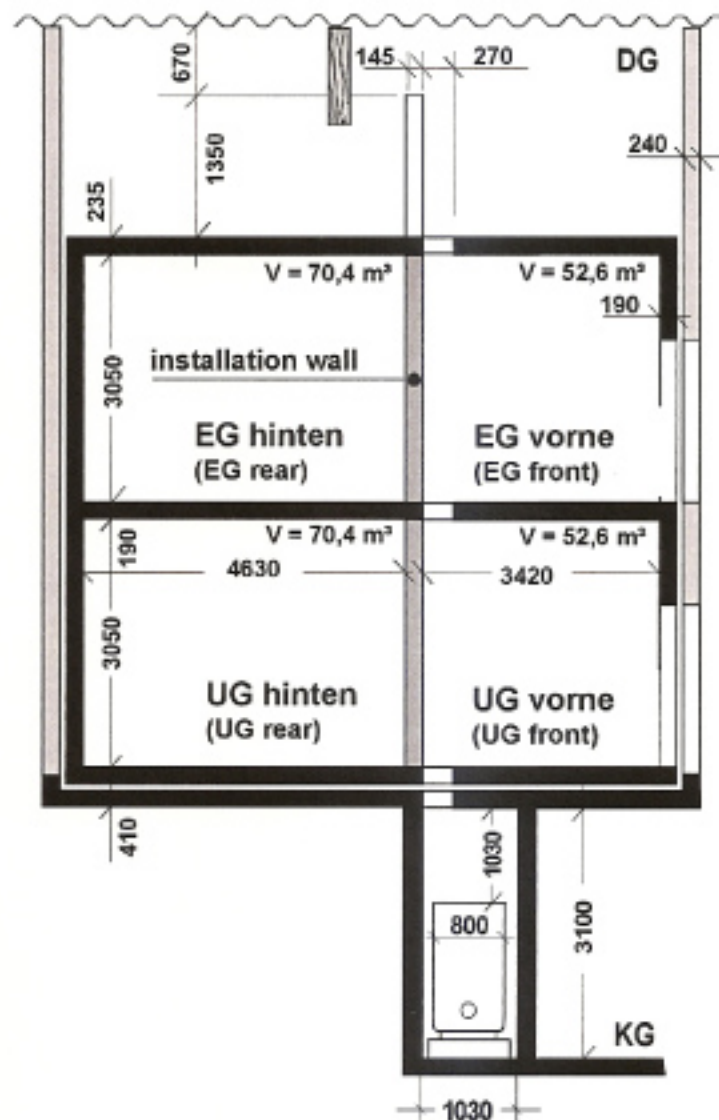 670
145
270
DG
1350
240
235
V = 70,4 m³
V = 52,6 m³
190
installation wall
3050
EG hinten
(EG rear)
EG vorne
(EG front)
V = 70,4 m³
V = 52,6 m³
190
4630
3420
3050
UG hinten
(UG rear)
UG vorne
(UG front)
410
1030
800
3100
KG
1030